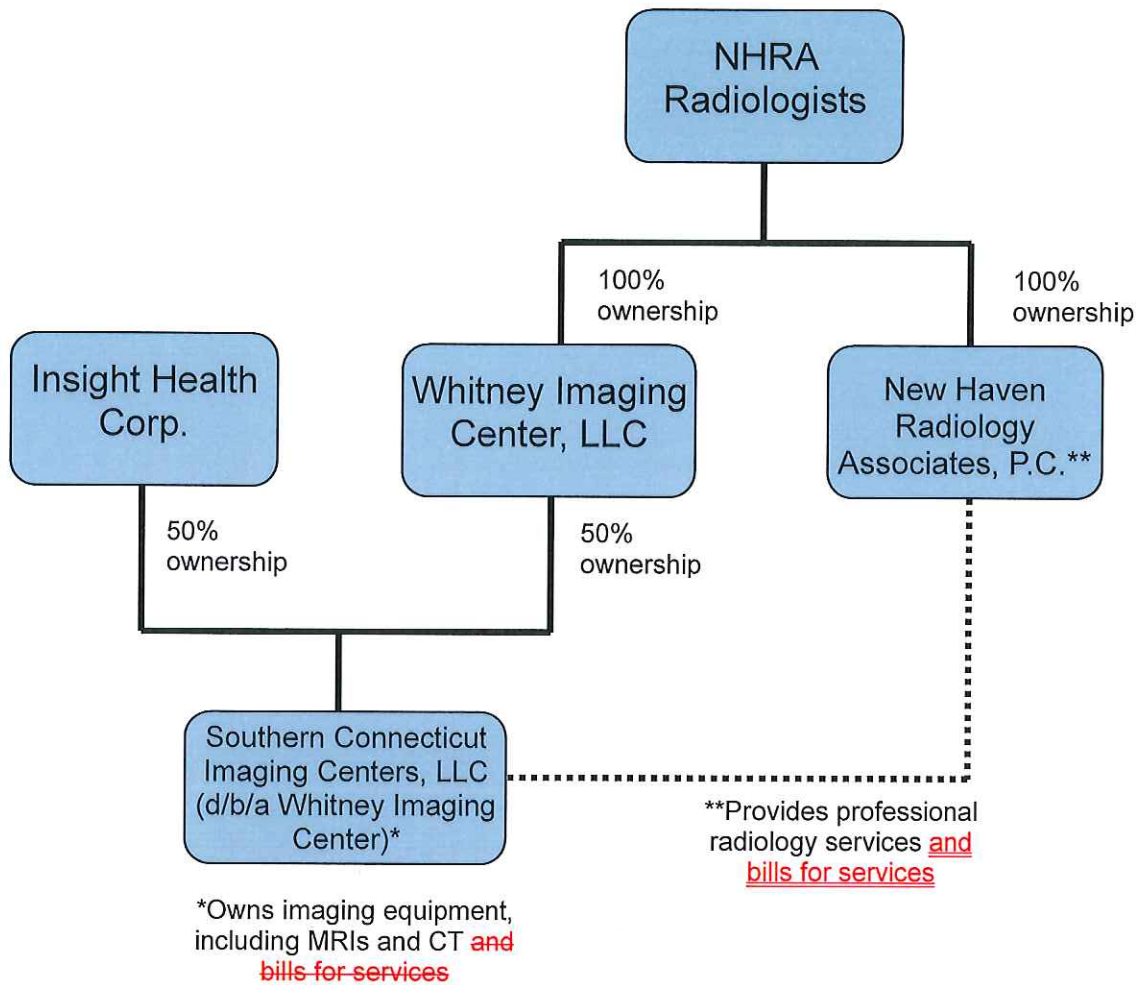 NHRA
Radiologists
100%
ownership
100%
ownership
Insight Health
Corp.
Whitney Imaging
Center, LLC
New Haven
Radiology
Associates, P.C.**
50%
ownership
50%
ownership
Southern Connecticut
Imaging Centers, LLC
(d/b/a Whitney Imaging
Center)*
**Provides professional
radiology services and
bills for services
*Owns imaging equipment,
including MRIs and CT and
bills for services